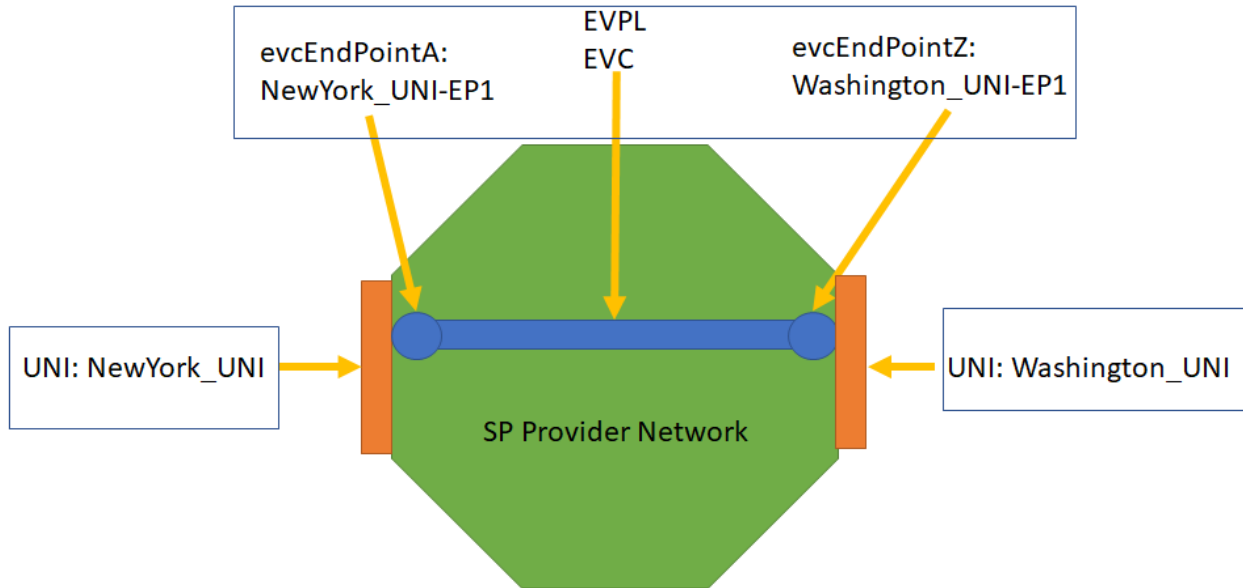 evcEndPointA:
NewYork_UNI-EP1
EVPL
EVC
evcEndPointZ:
Washington_UNI-EP1
UNI: NewYork_UNI
UNI: Washington_UNI
SP Provider Network